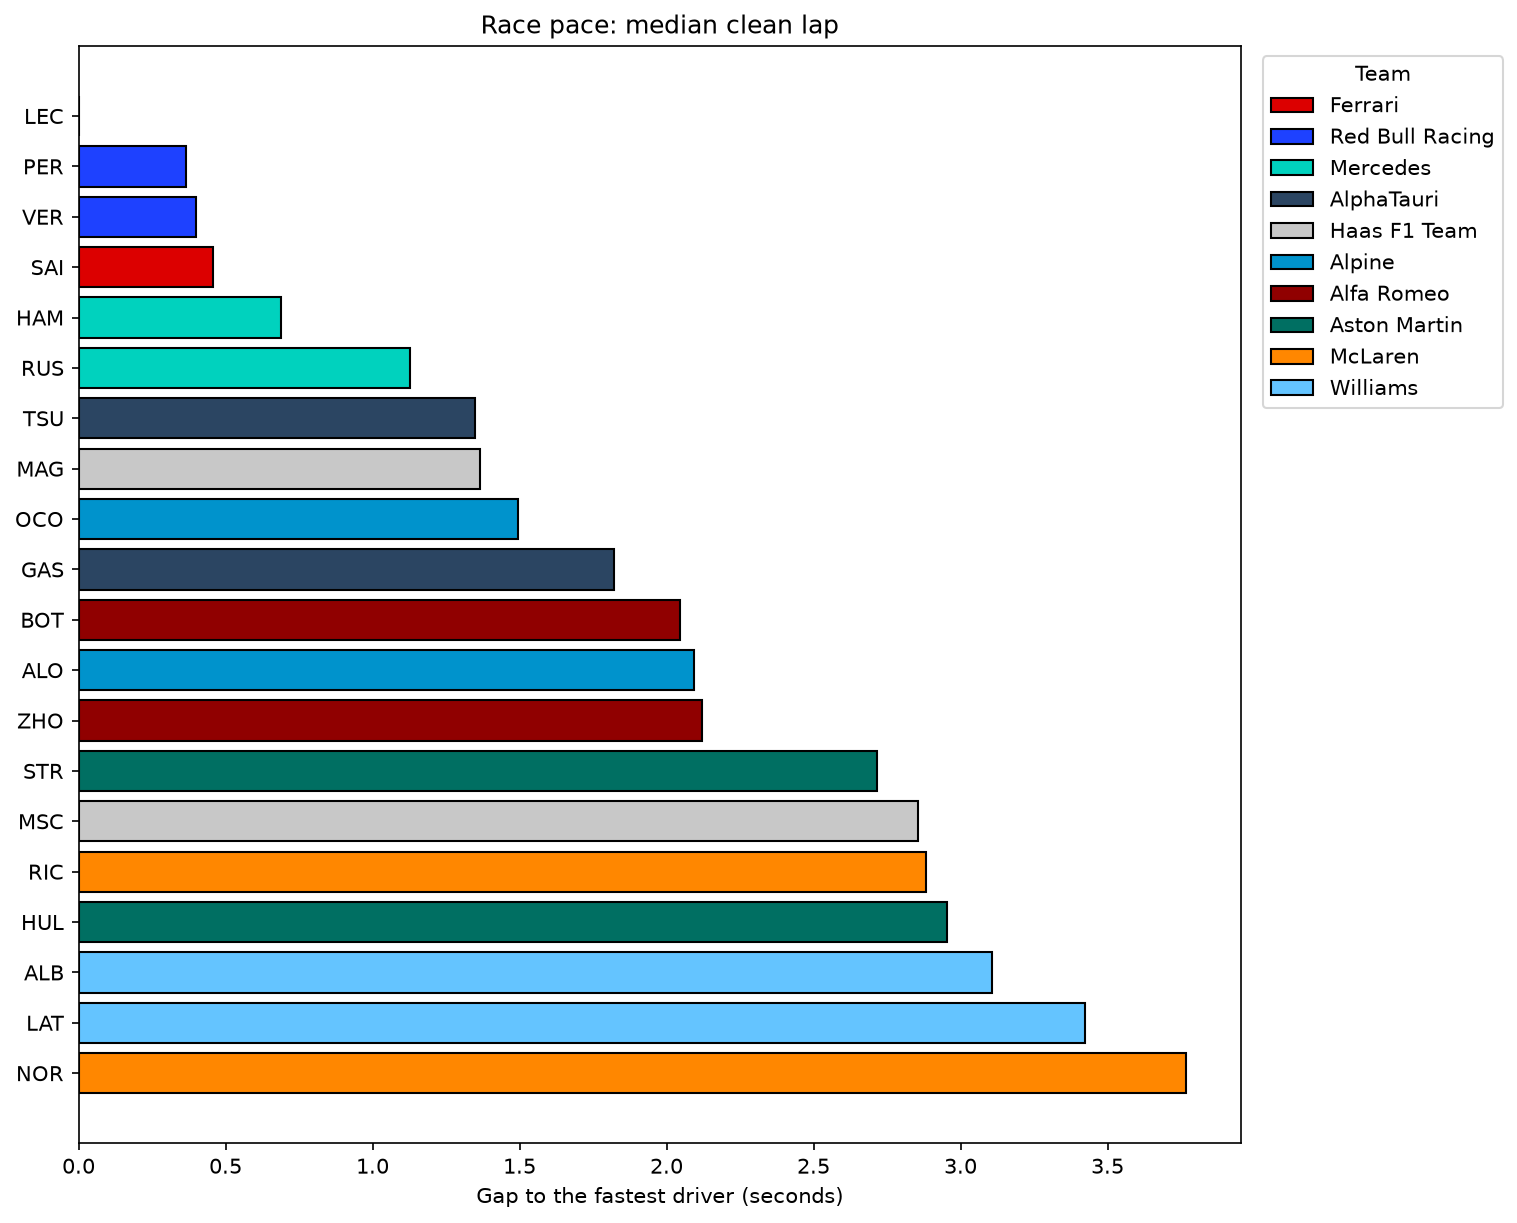 Race pace: median clean lap
LEC
PER
VER
SAI
HAM
RUS
TSU
MAG
OCO
GAS
BOT
ALO
ZHO
STR
MSC
RIC
HUL
ALB
LAT
NOR
0.0 0.5 1.0 1.5 2.0 2.5 3.0 3.5
Gap to the fastest driver (seconds)
Team
Ferrari
Red Bull Racing
Mercedes
AlphaTauri
Haas F1 Team
Alpine
Alfa Romeo
Aston Martin
McLaren
Williams